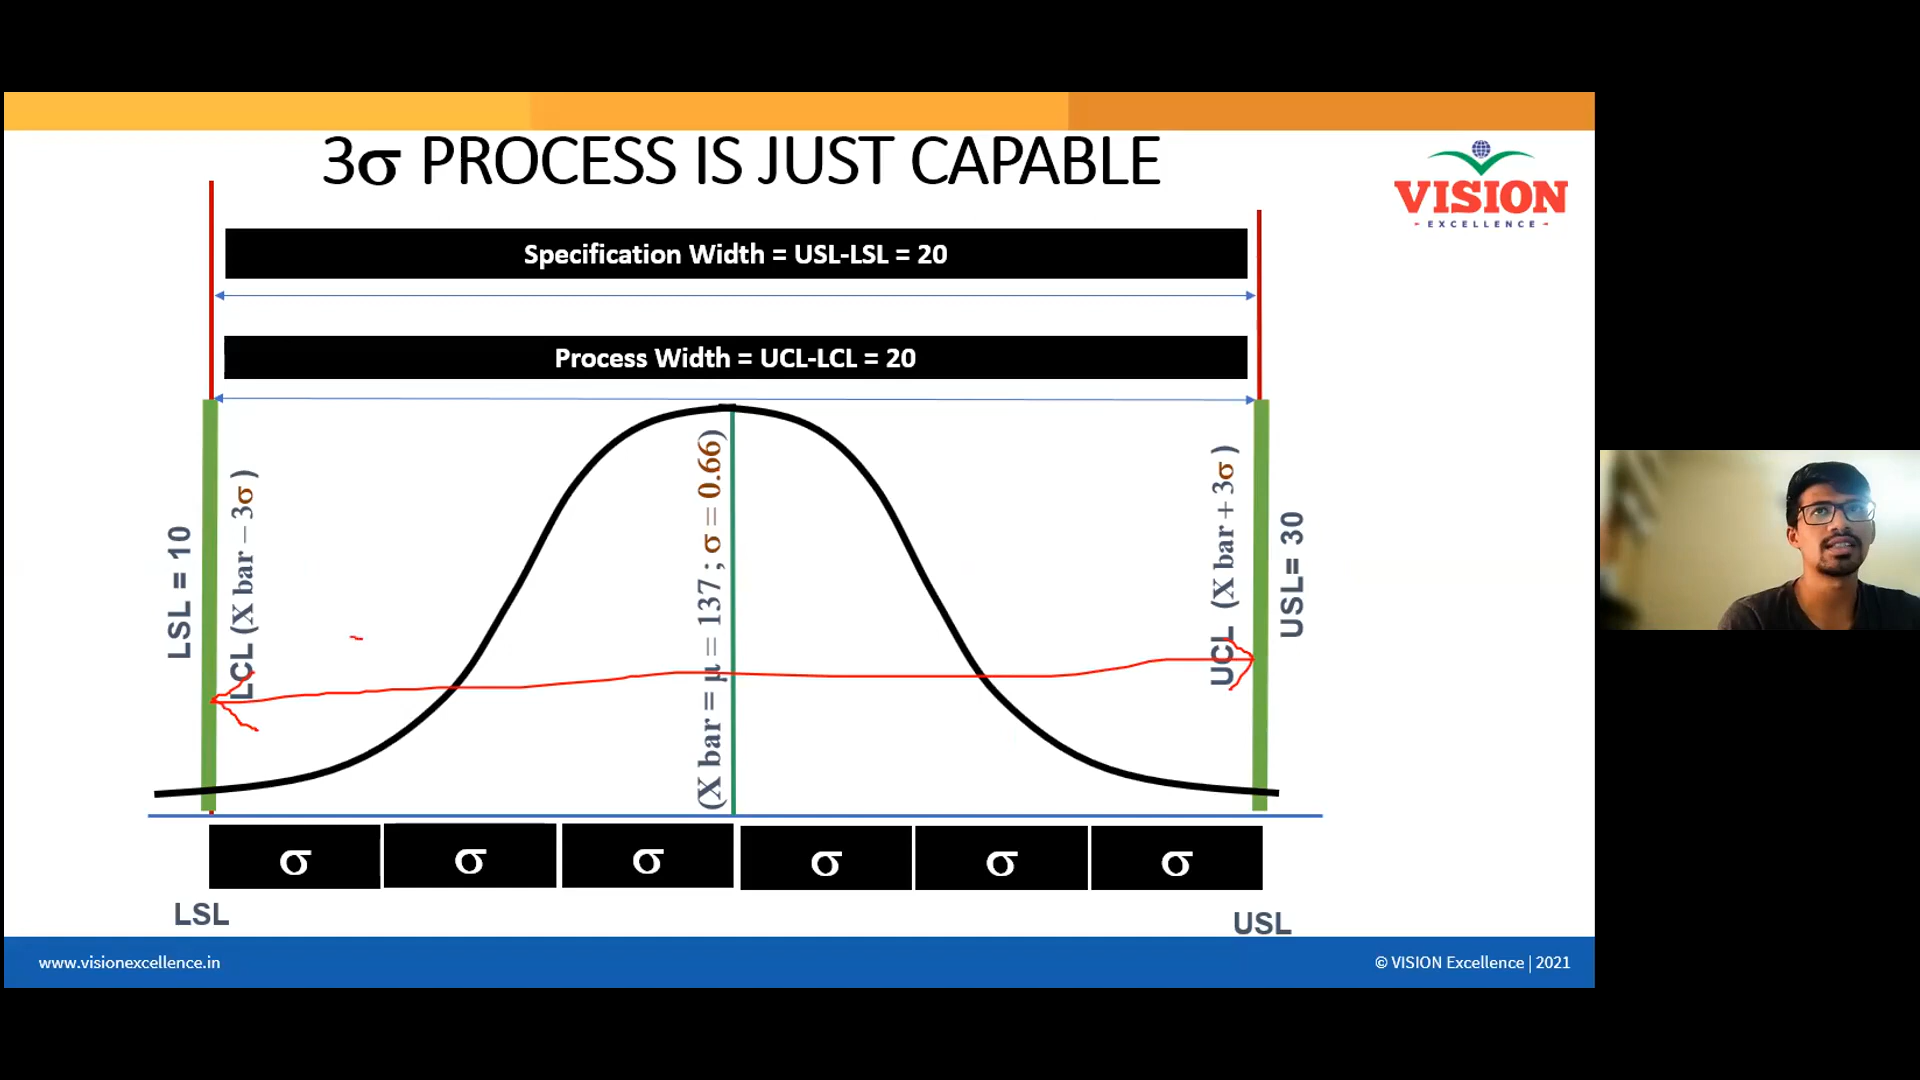 3σ PROCESS IS JUST CAPABLE
VISION
EXCELLENCE
Specification Width = USL-LSL = 20
Process Width = UCL-LCL = 20
LSL = 10
LCL (X bar – 3σ )
(X bar = μ = 137 ; σ = 0.66)
UCL (X bar + 3σ )
USL= 30
σ σ σ σ σ σ
LSL
USL
www.visionexcellence.in
© VISION Excellence | 2021